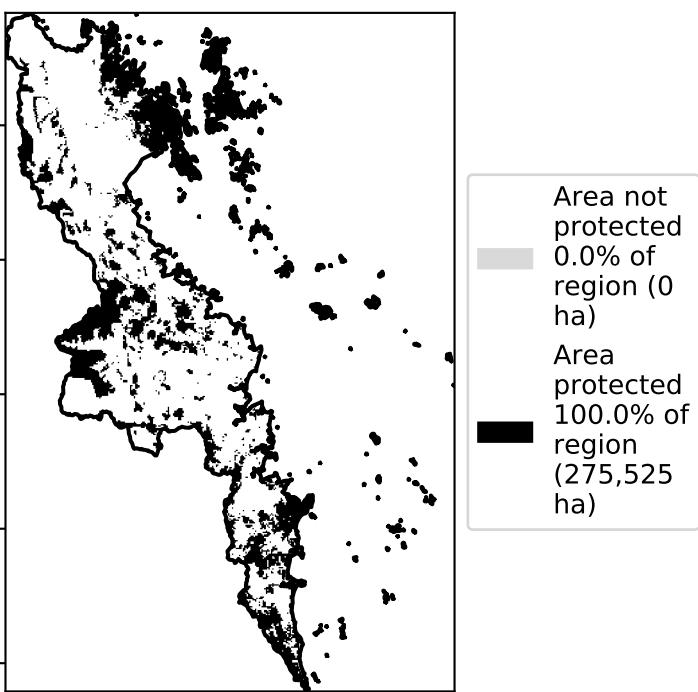 Area not
protected
0.0% of
region (0
ha)
Area
protected
100.0% of
region
(275,525
ha)